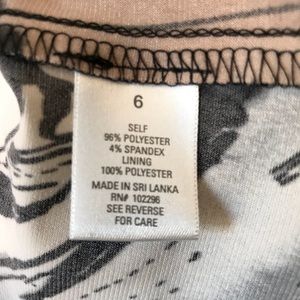 6
SELF
96% POLYESTER
4% SPANDEX
LINING
100% POLYESTER
MADE IN SRI LANKA
RN# 102296
SEE REVERSE
FOR CARE